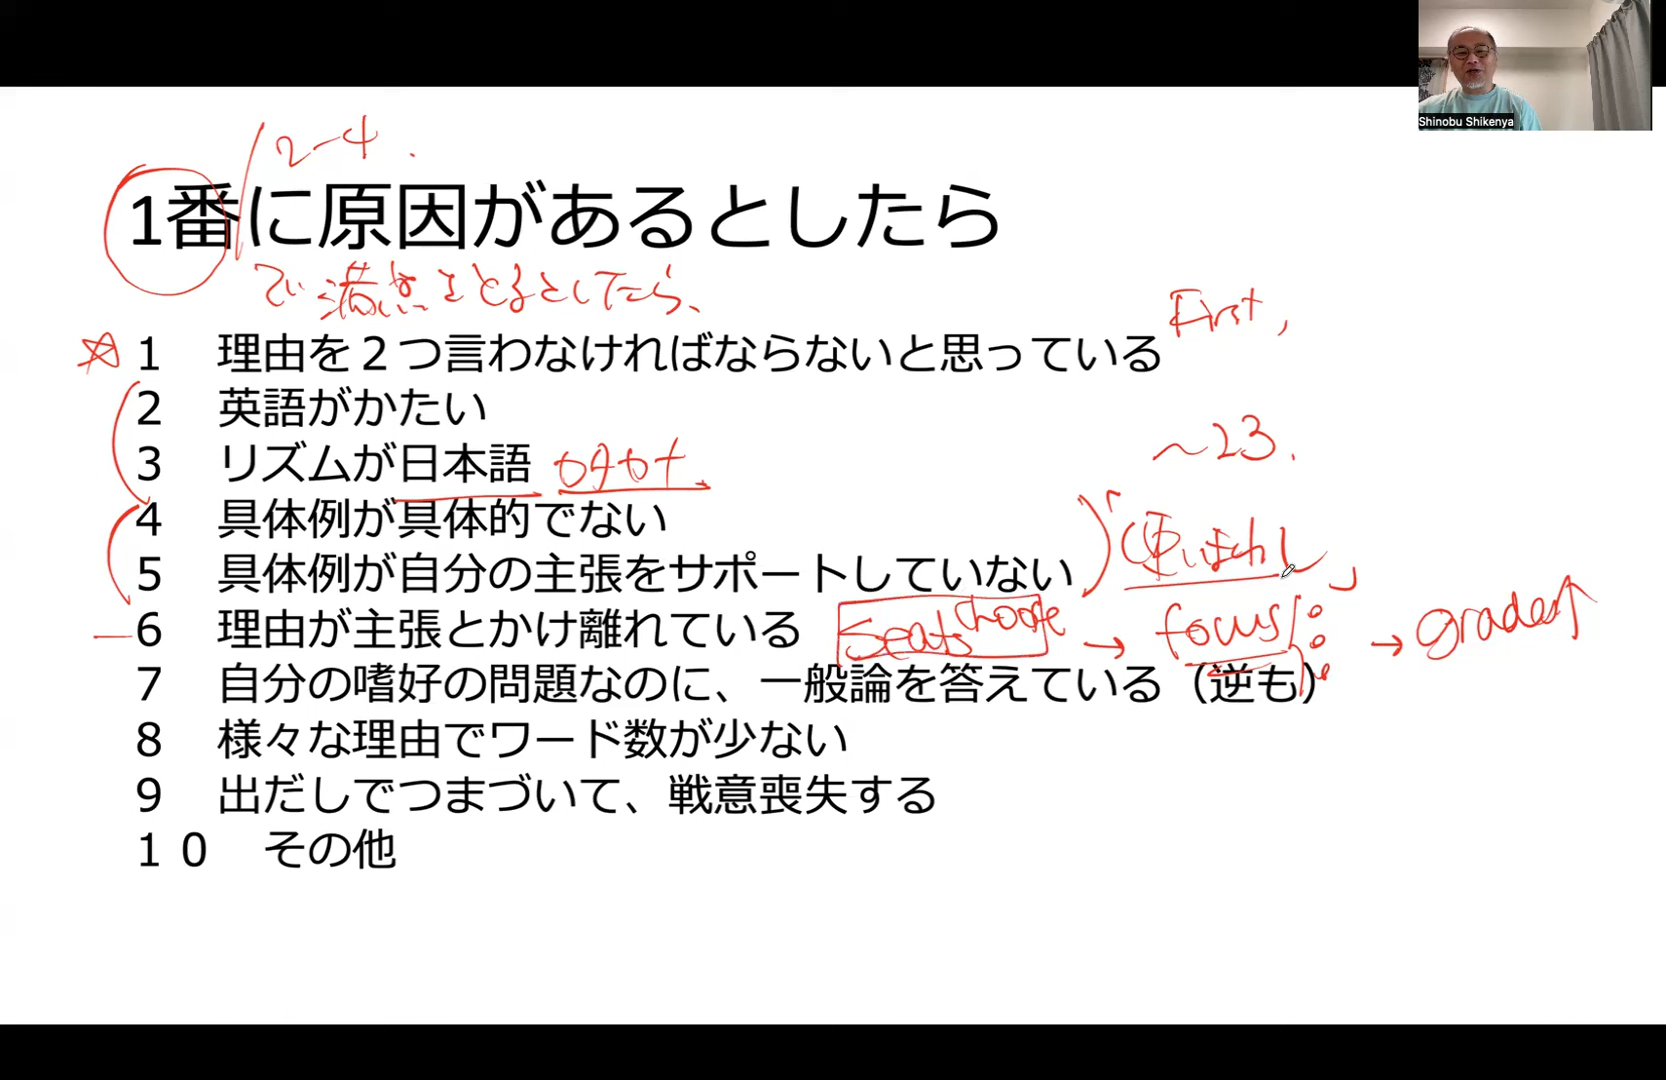 Shinobu Shikenya
2-4.
1番に原因があるとしたら
で満点をとるとしたら、
First,
☆1 理由を２つ言わなければならないと思っている
2 英語がかたい
~23.
3 リズムが日本語 カタカナ
4 具体例が具体的でない
「使いまわし」
5 具体例が自分の主張をサポートしていない
6 理由が主張とかけ離れている Seats choose → focus → grades↑
7 自分の嗜好の問題なのに、一般論を答えている（逆も）
8 様々な理由でワード数が少ない
9 出だしでつまづいて、戦意喪失する
１０ その他